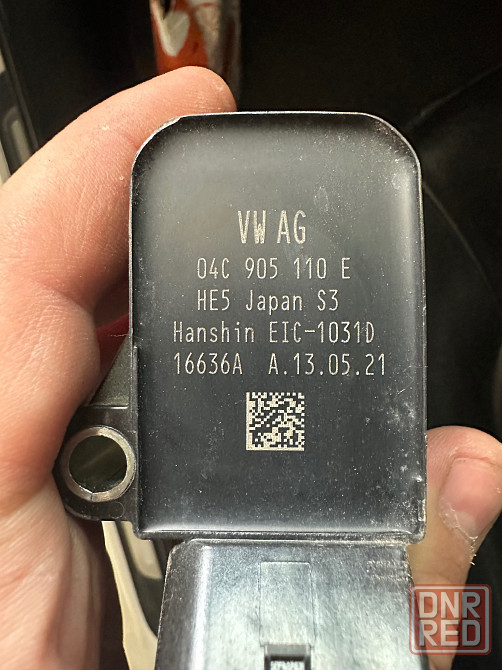 VW AG
04C 905 110 E
HE5 Japan S3
Hanshin EIC-1031D
16636A A.13.05.21
DNR
RED